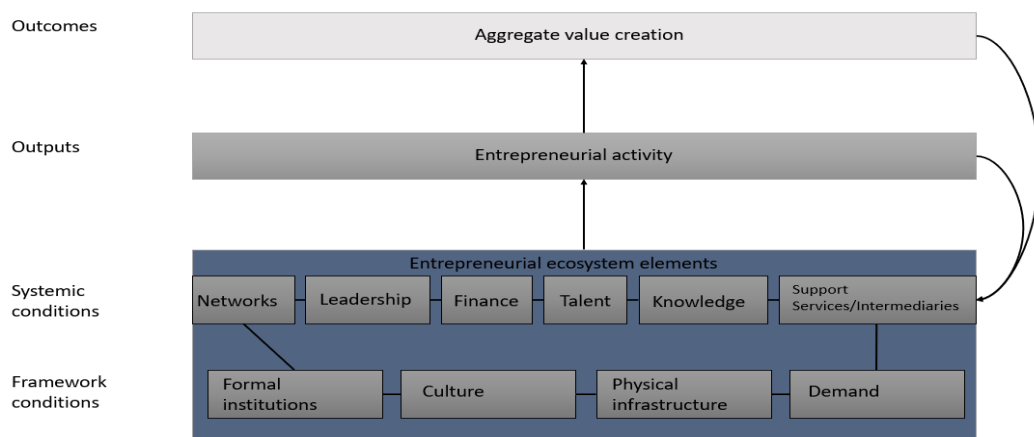 Outcomes
Aggregate value creation
Outputs
Entrepreneurial activity
Entrepreneurial ecosystem elements
Systemic
conditions
Networks
Leadership
Finance
Talent
Knowledge
Support
Services/Intermediaries
Framework
conditions
Formal
institutions
Culture
Physical
infrastructure
Demand